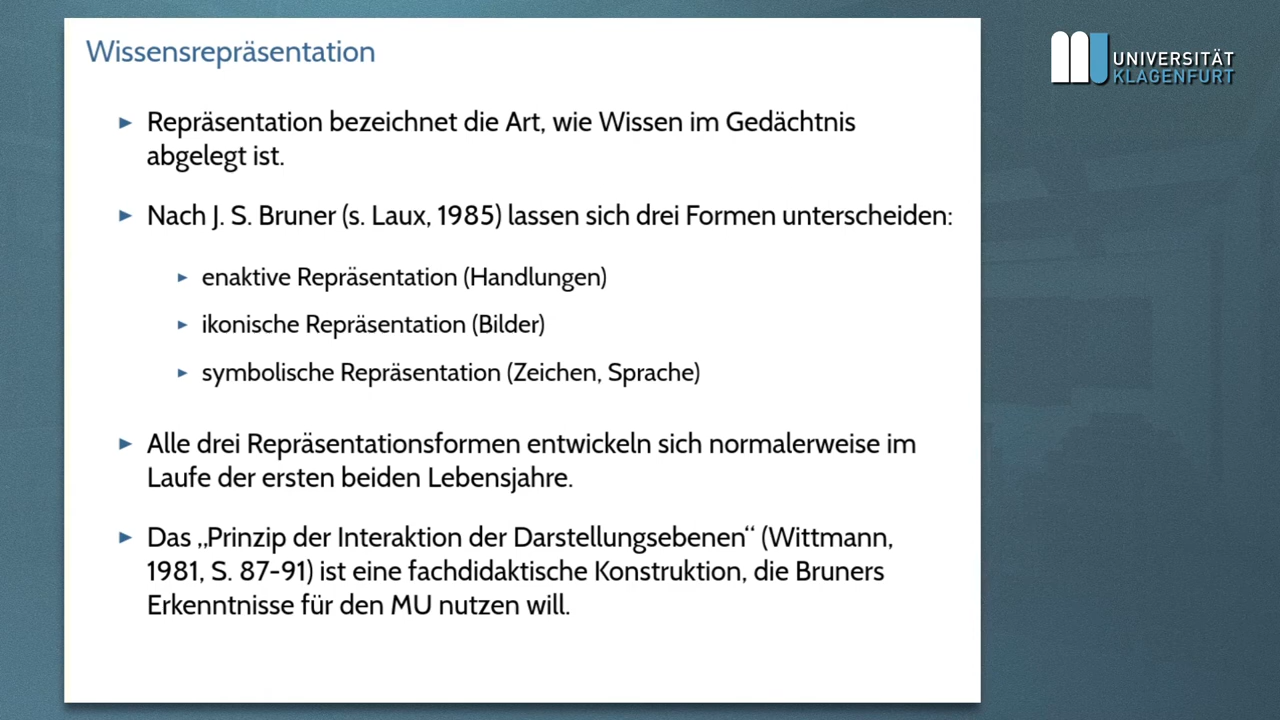 Wissensrepräsentation
UNIVERSITÄT
KLAGENFURT
► Repräsentation bezeichnet die Art, wie Wissen im Gedächtnis
abgelegt ist.
► Nach J. S. Bruner (s. Laux, 1985) lassen sich drei Formen unterscheiden:
► enaktive Repräsentation (Handlungen)
► ikonische Repräsentation (Bilder)
► symbolische Repräsentation (Zeichen, Sprache)
► Alle drei Repräsentationsformen entwickeln sich normalerweise im
Laufe der ersten beiden Lebensjahre.
► Das „Prinzip der Interaktion der Darstellungsebenen“ (Wittmann,
1981, S. 87-91) ist eine fachdidaktische Konstruktion, die Bruners
Erkenntnisse für den MU nutzen will.